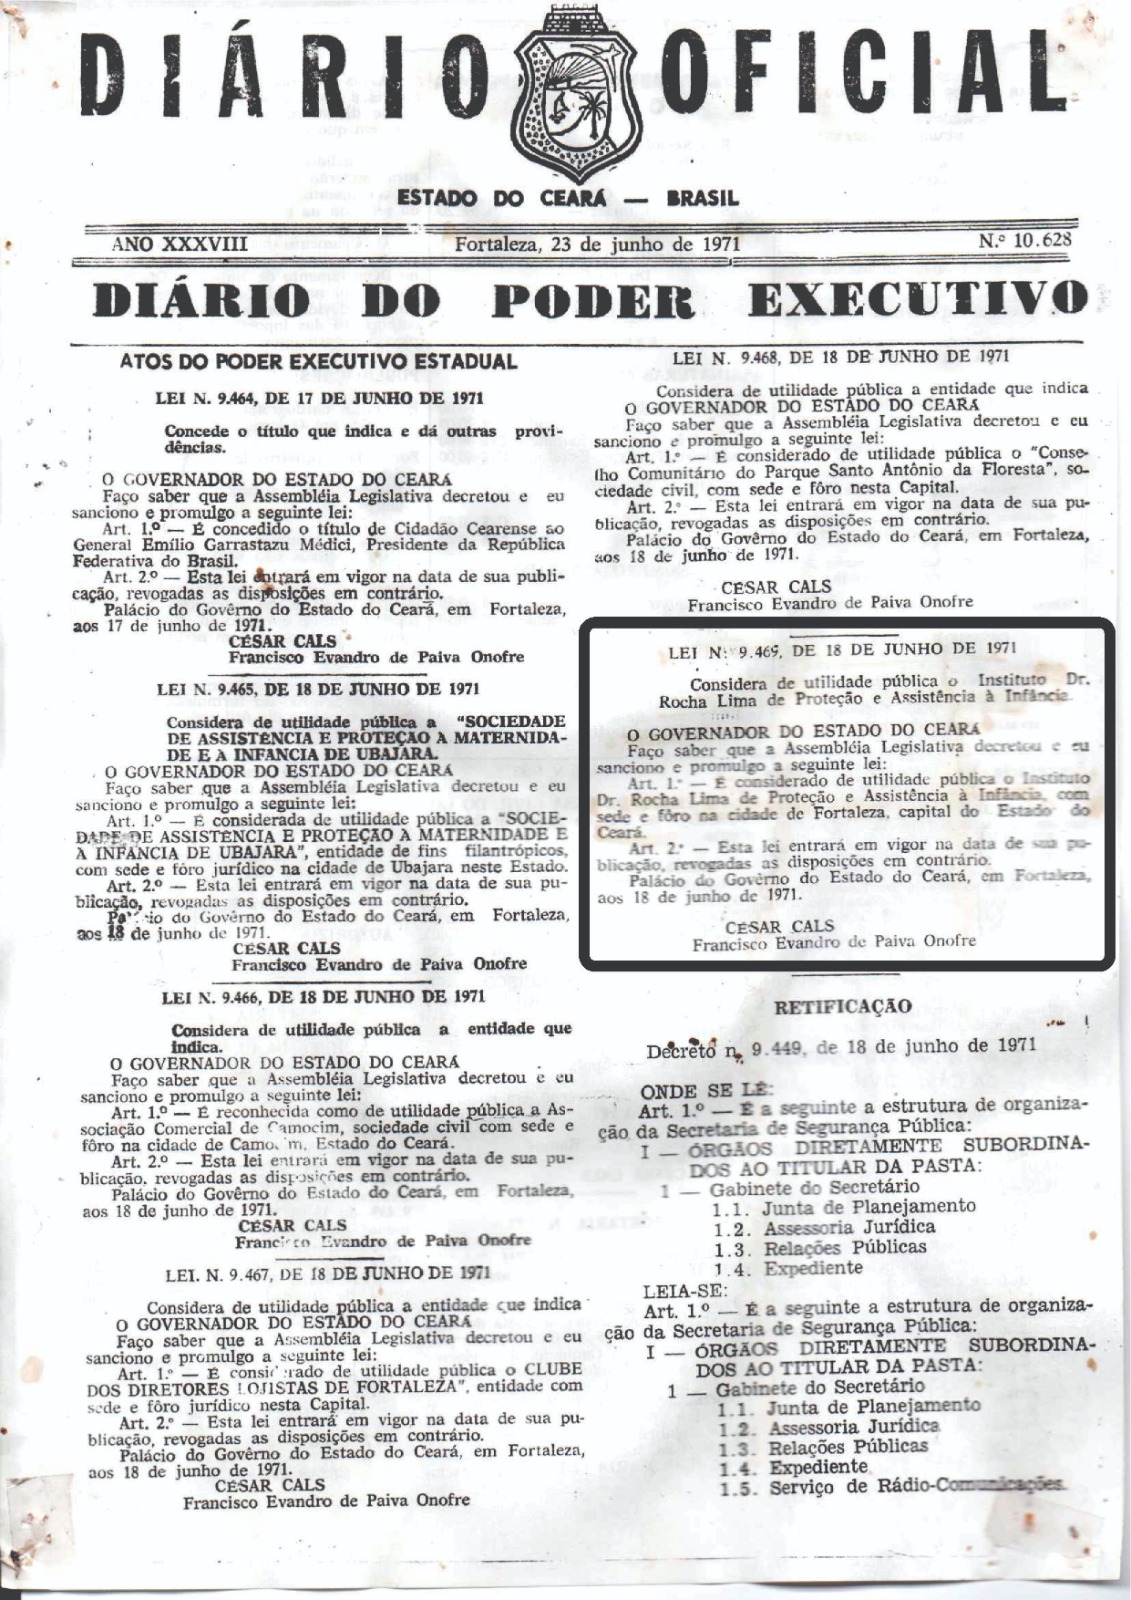 DIÁRIO OFICIAL
ESTADO DO CEARÁ — BRASIL
ANO XXXVIII Fortaleza, 23 de junho de 1971 N.º 10.628
DIÁRIO DO PODER EXECUTIVO
ATOS DO PODER EXECUTIVO ESTADUAL
LEI N. 9.464, DE 17 DE JUNHO DE 1971
Concede o título que indica e dá outras provi-
dências.
O GOVERNADOR DO ESTADO DO CEARÁ
Faço saber que a Assembléia Legislativa decretou e eu
sanciono e promulgo a seguinte lei:
Art. 1.º — É concedido o título de Cidadão Cearense ao
General Emílio Garrastazu Médici, Presidente da República
Federativa do Brasil.
Art. 2.º — Esta lei entrará em vigor na data de sua publi-
cação, revogadas as disposições em contrário.
Palácio do Govêrno do Estado do Ceará, em Fortaleza,
aos 17 de junho de 1971.
CÉSAR CALS
Francisco Evandro de Paiva Onofre
LEI N. 9.465, DE 18 DE JUNHO DE 1971
Considera de utilidade pública a "SOCIEDADE
DE ASSISTÊNCIA E PROTEÇÃO À MATERNIDA-
DE E A INFANCIA DE UBAJARA.
O GOVERNADOR DO ESTADO DO CEARÁ
Faço saber que a Assembléia Legislativa decretou e eu
sanciono e promulgo a seguinte lei:
Art. 1.º — É considerada de utilidade pública a "SOCIE-
DADE DE ASSISTÊNCIA E PROTEÇÃO À MATERNIDADE E
À INFÂNCIA DE UBAJARA", entidade de fins filantrópicos,
com sede e fôro jurídico na cidade de Ubajara neste Estado.
Art. 2.º — Esta lei entrará em vigor na data de sua pu-
blicação, revogadas as disposições em contrário.
do Govêrno do Estado do Ceará, em Fortaleza,
aos 18 de junho de 1971.
CÉSAR CALS
Francisco Evandro de Paiva Onofre
LEI N. 9.466, DE 18 DE JUNHO DE 1971
Considera de utilidade pública a entidade que
indica.
O GOVERNADOR DO ESTADO DO CEARÁ
Faço saber que a Assembléia Legislativa decretou e eu
sanciono e promulgo a seguinte lei:
Art. 1.º — É reconhecida como de utilidade pública a As-
sociação Comercial de Camocim, sociedade civil com sede e
fôro na cidade de Estado do Ceará.
Art. 2.º — Esta lei entrará em vigor na data de sua pu-
blicação, revogadas as disposições em contrário.
Palácio do Govêrno do Estado do Ceará, em Fortaleza,
aos 18 de junho de 1971.
CÉSAR CALS
Francisco Evandro de Paiva Onofre
LEI. N. 9.467, DE 18 DE JUNHO DE 1971
Considera de utilidade pública a entidade que indica
O GOVERNADOR DO ESTADO DO CEARÁ
Faço saber que a Assembléia Legislativa decretou e eu
sanciono e promulgo a seguinte lei:
Art. 1.º — É considerado de utilidade pública o CLUBE
DOS DIRETORES LOJISTAS DE FORTALEZA", entidade com
sede e fôro jurídico nesta Capital.
Art. 2.º — Esta lei entrará em vigor na data de sua pu-
blicação, revogadas as disposições em contrário.
Palácio do Govêrno do Estado do Ceará, em Fortaleza,
aos 18 de junho de 1971.
CÉSAR CALS
Francisco Evandro de Paiva Onofre
LEI N. 9.468, DE 18 DE JUNHO DE 1971
Considera de utilidade pública a entidade que indica
O GOVERNADOR DO ESTADO DO CEARÁ
Faço saber que a Assembléia Legislativa decretou e eu
sanciono e promulgo a seguinte lei:
Art. 1.º — É considerado de utilidade pública o "Conse-
lho Comunitário do Parque Santo Antônio da Floresta", so-
ciedade civil, com sede e fôro nesta Capital.
Art. 2.º — Esta lei entrará em vigor na data de sua pu-
blicação, revogadas as disposições em contrário.
Palácio do Govêrno do Estado do Ceará, em Fortaleza,
aos 18 de junho de 1971.
CÉSAR CALS
Francisco Evandro de Paiva Onofre
LEI N. 9.469, DE 18 DE JUNHO DE 1971
Considera de utilidade pública o Instituto Dr.
Rocha Lima de Proteção e Assistência à Infância.
O GOVERNADOR DO ESTADO DO CEARÁ
Faço saber que a Assembléia Legislativa decretou e eu
sanciono e promulgo a seguinte lei:
Art. 1.º — É considerado de utilidade pública o Instituto
Dr. Rocha Lima de Proteção e Assistência à Infância, com
sede e fôro na cidade de Fortaleza, capital do Estado do
Ceará.
Art. 2.º — Esta lei entrará em vigor na data de sua pu-
blicação, revogadas as disposições em contrário.
Palácio do Govêrno do Estado do Ceará, em Fortaleza,
aos 18 de junho de 1971.
CÉSAR CALS
Francisco Evandro de Paiva Onofre
RETIFICAÇÃO
Decreto n. 9.449, de 18 de junho de 1971
ONDE SE LÊ:
Art. 1.º — É a seguinte a estrutura de organiza-
ção da Secretaria de Segurança Pública:
I — ÓRGÃOS DIRETAMENTE SUBORDINA-
DOS AO TITULAR DA PASTA:
1 — Gabinete do Secretário
1.1. Junta de Planejamento
1.2. Assessoria Jurídica
1.3. Relações Públicas
1.4. Expediente
LEIA-SE:
Art. 1.º — É a seguinte a estrutura de organiza-
ção da Secretaria de Segurança Pública:
I — ÓRGÃOS DIRETAMENTE SUBORDINA-
DOS AO TITULAR DA PASTA:
1 — Gabinete do Secretário
1.1. Junta de Planejamento
1.2. Assessoria Jurídica
1.3. Relações Públicas
1.4. Expediente
1.5. Serviço de Rádio-Comunicações.